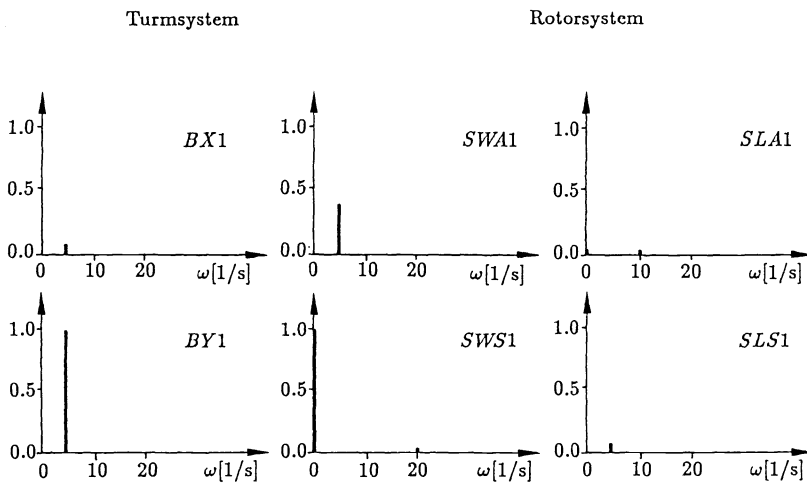 Turmsystem Rotorsystem
1.0 BX1
0.5
0.0
0 10 20 ω[1/s]
1.0 SWA1
0.5
0.0
0 10 20 ω[1/s]
1.0 SLA1
0.5
0.0
0 10 20 ω[1/s]
1.0 BY1
0.5
0.0
0 10 20 ω[1/s]
1.0 SWS1
0.5
0.0
0 10 20 ω[1/s]
1.0 SLS1
0.5
0.0
0 10 20 ω[1/s]